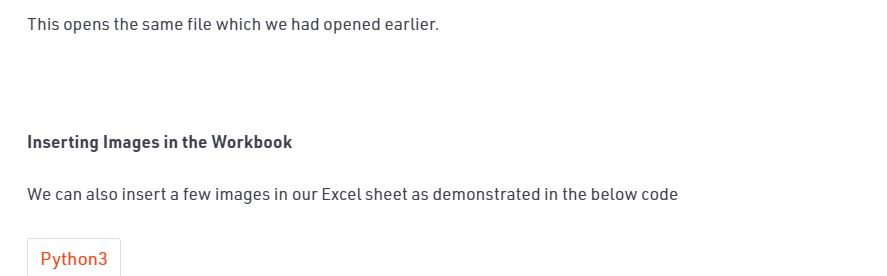 This opens the same file which we had opened earlier.
Inserting Images in the Workbook
We can also insert a few images in our Excel sheet as demonstrated in the below code
Python3